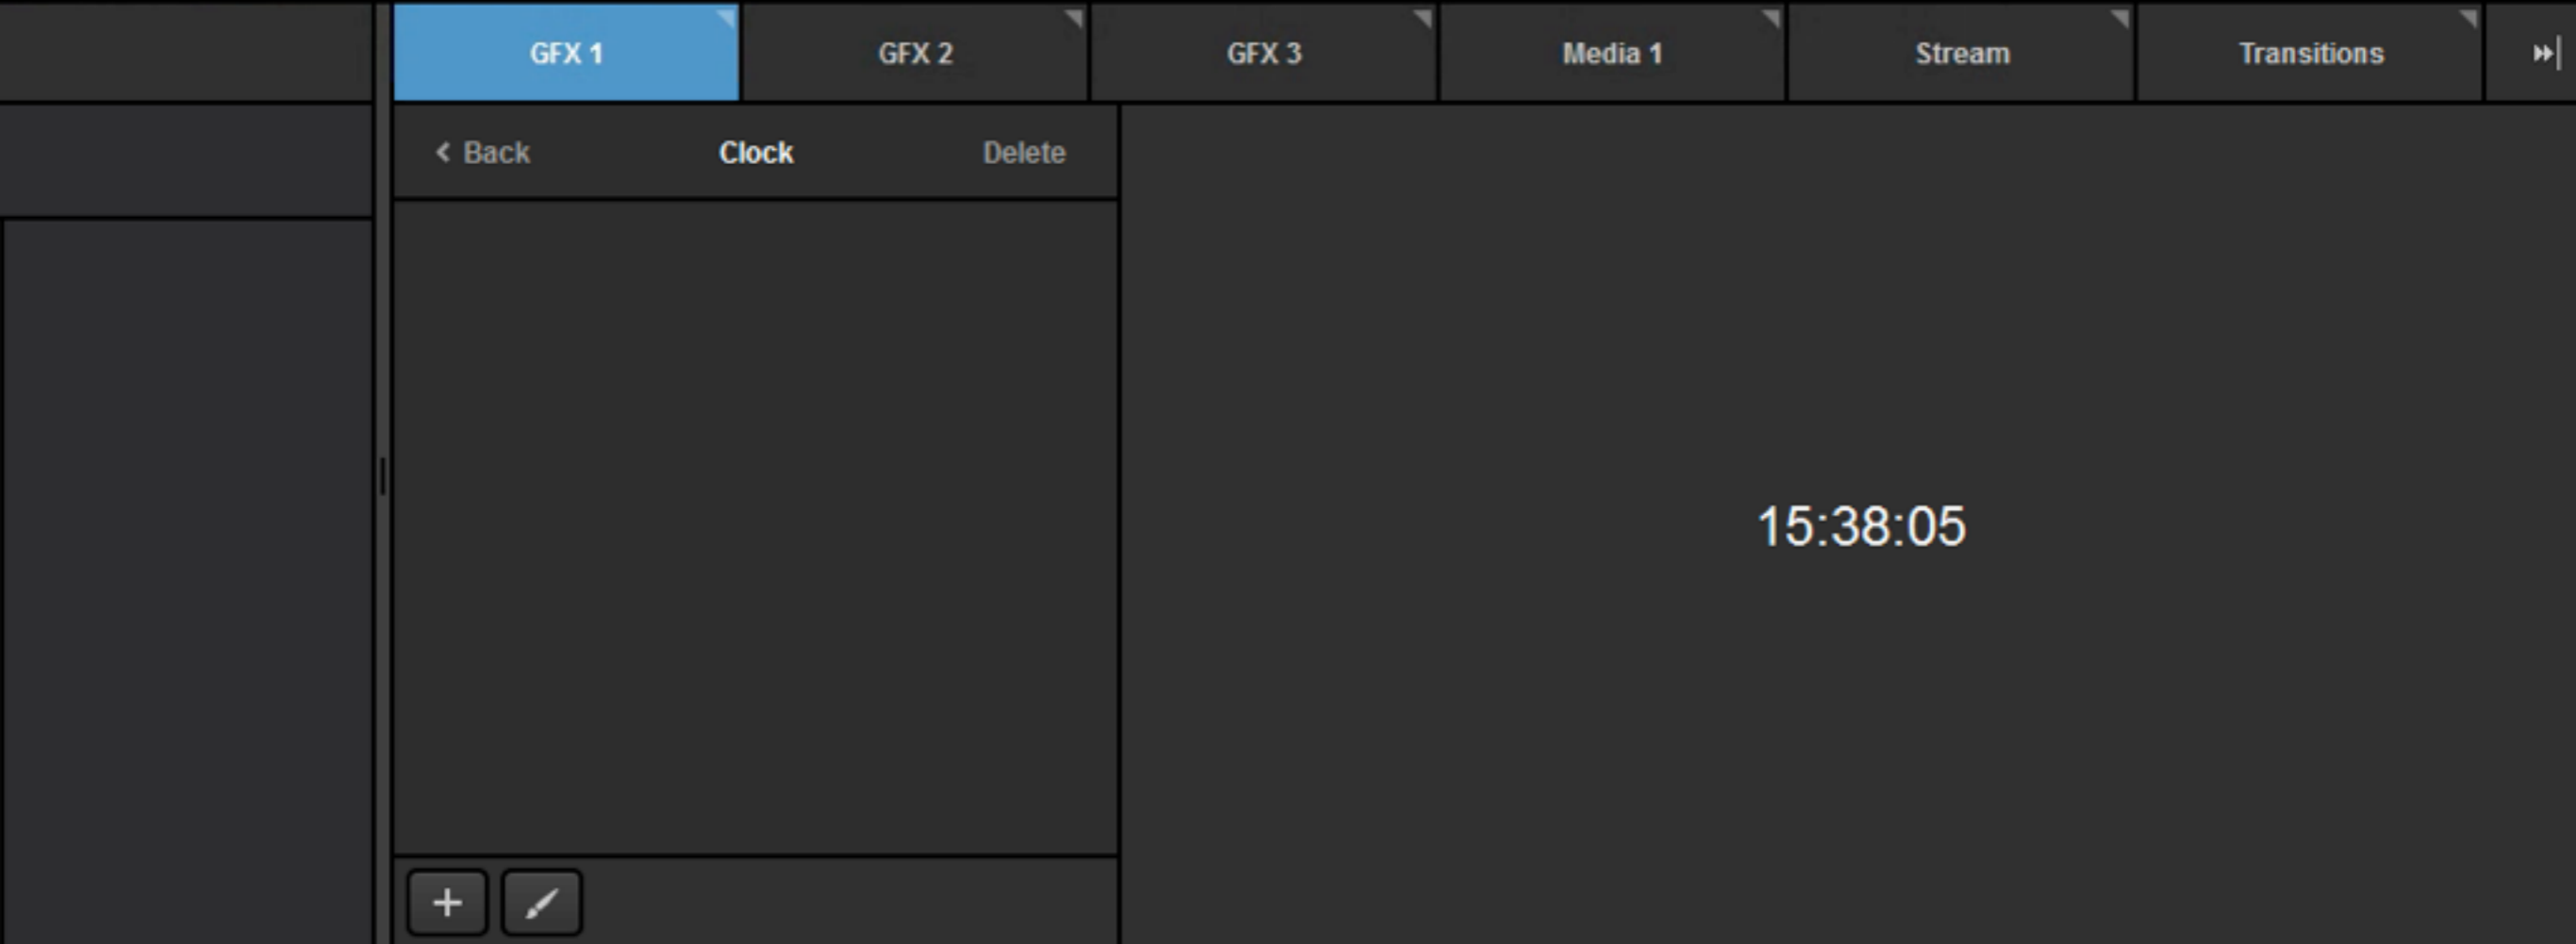 GFX 1 GFX 2 GFX 3 Media 1 Stream Transitions
Back Clock Delete
15:38:05